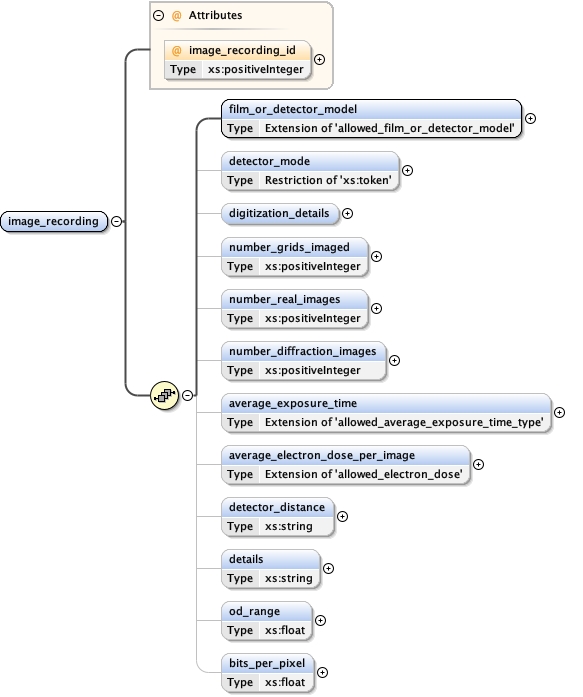 @ Attributes
@ image_recording_id
Type xs:positiveInteger
film_or_detector_model
Type Extension of 'allowed_film_or_detector_model'
detector_mode
Type Restriction of 'xs:token'
image_recording
digitization_details
number_grids_imaged
Type xs:positiveInteger
number_real_images
Type xs:positiveInteger
number_diffraction_images
Type xs:positiveInteger
average_exposure_time
Type Extension of 'allowed_average_exposure_time_type'
average_electron_dose_per_image
Type Extension of 'allowed_electron_dose'
detector_distance
Type xs:string
details
Type xs:string
od_range
Type xs:float
bits_per_pixel
Type xs:float